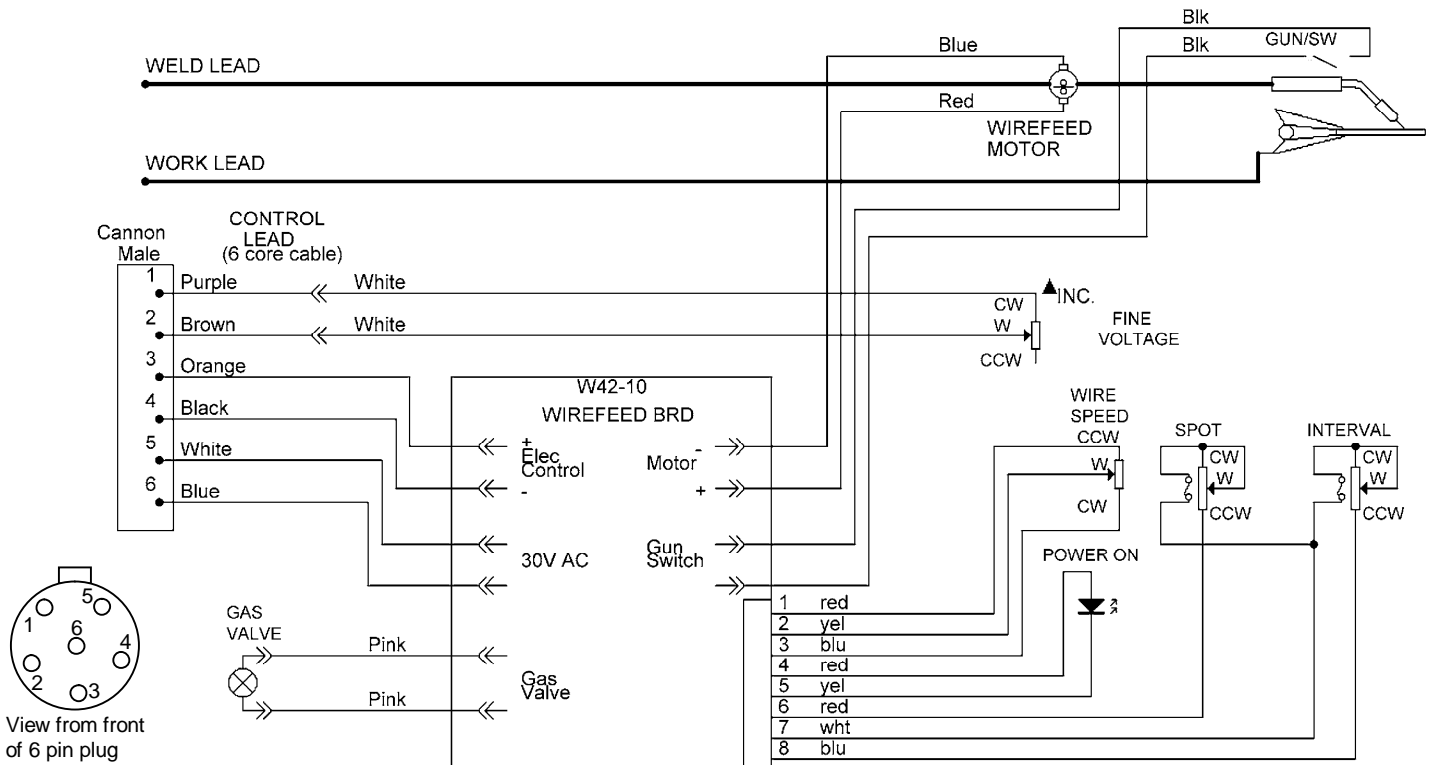 Blk
Blk
GUN/SW
Blue
WELD LEAD
Red
WIREFEED
MOTOR
WORK LEAD
CONTROL
LEAD
(6 core cable)
Cannon
Male
1
Purple
White
2
Brown
White
3
Orange
4
Black
5
White
6
Blue
INC.
CW
W
CCW
FINE
VOLTAGE
W42-10
WIREFEED BRD
+
Elec
Control
-
30V AC
Motor
-
+
Gun
Switch
WIRE
SPEED
CCW
W
CW
SPOT
CW
W
CCW
INTERVAL
CW
W
CCW
POWER ON
1 red
2 yel
3 blu
4 red
5 yel
6 red
7 wht
8 blu
GAS
VALVE
Pink
Pink
Gas
Valve
5
1
6
4
2
3
View from front
of 6 pin plug